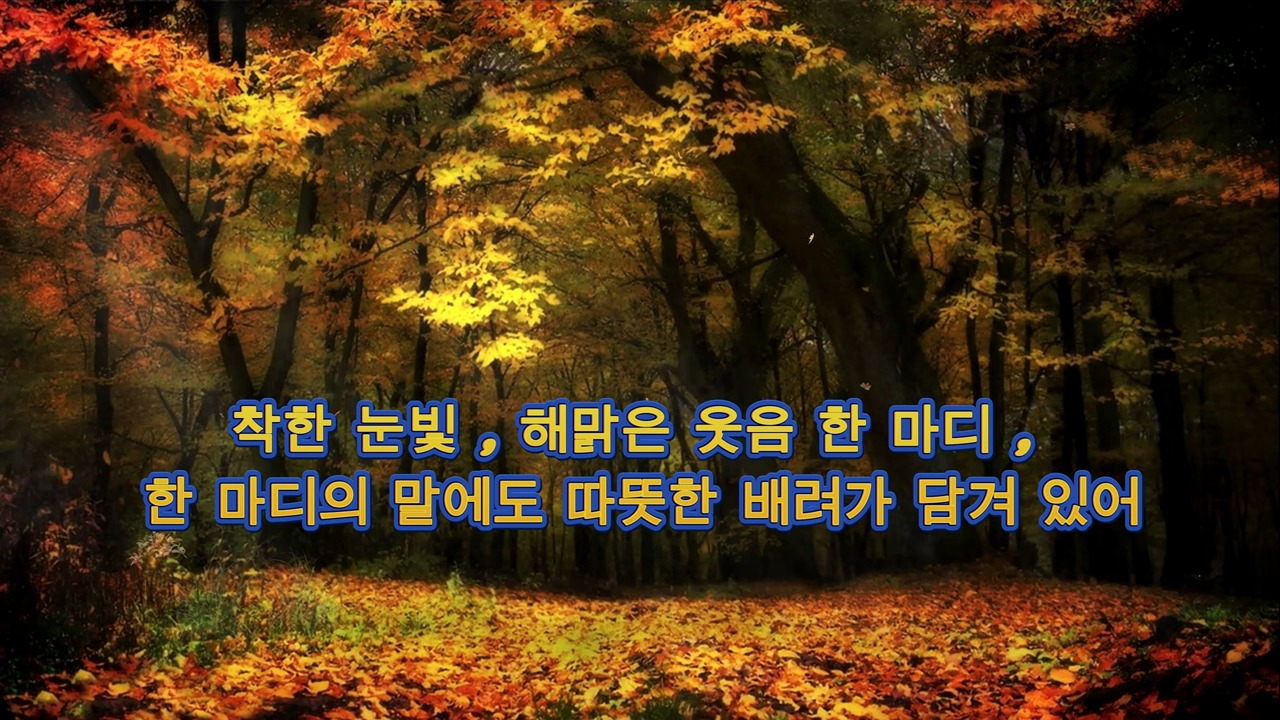 착한 눈빛 , 해맑은 웃음 한 마디 ,
한 마디의 말에도 따뜻한 배려가 담겨 있어